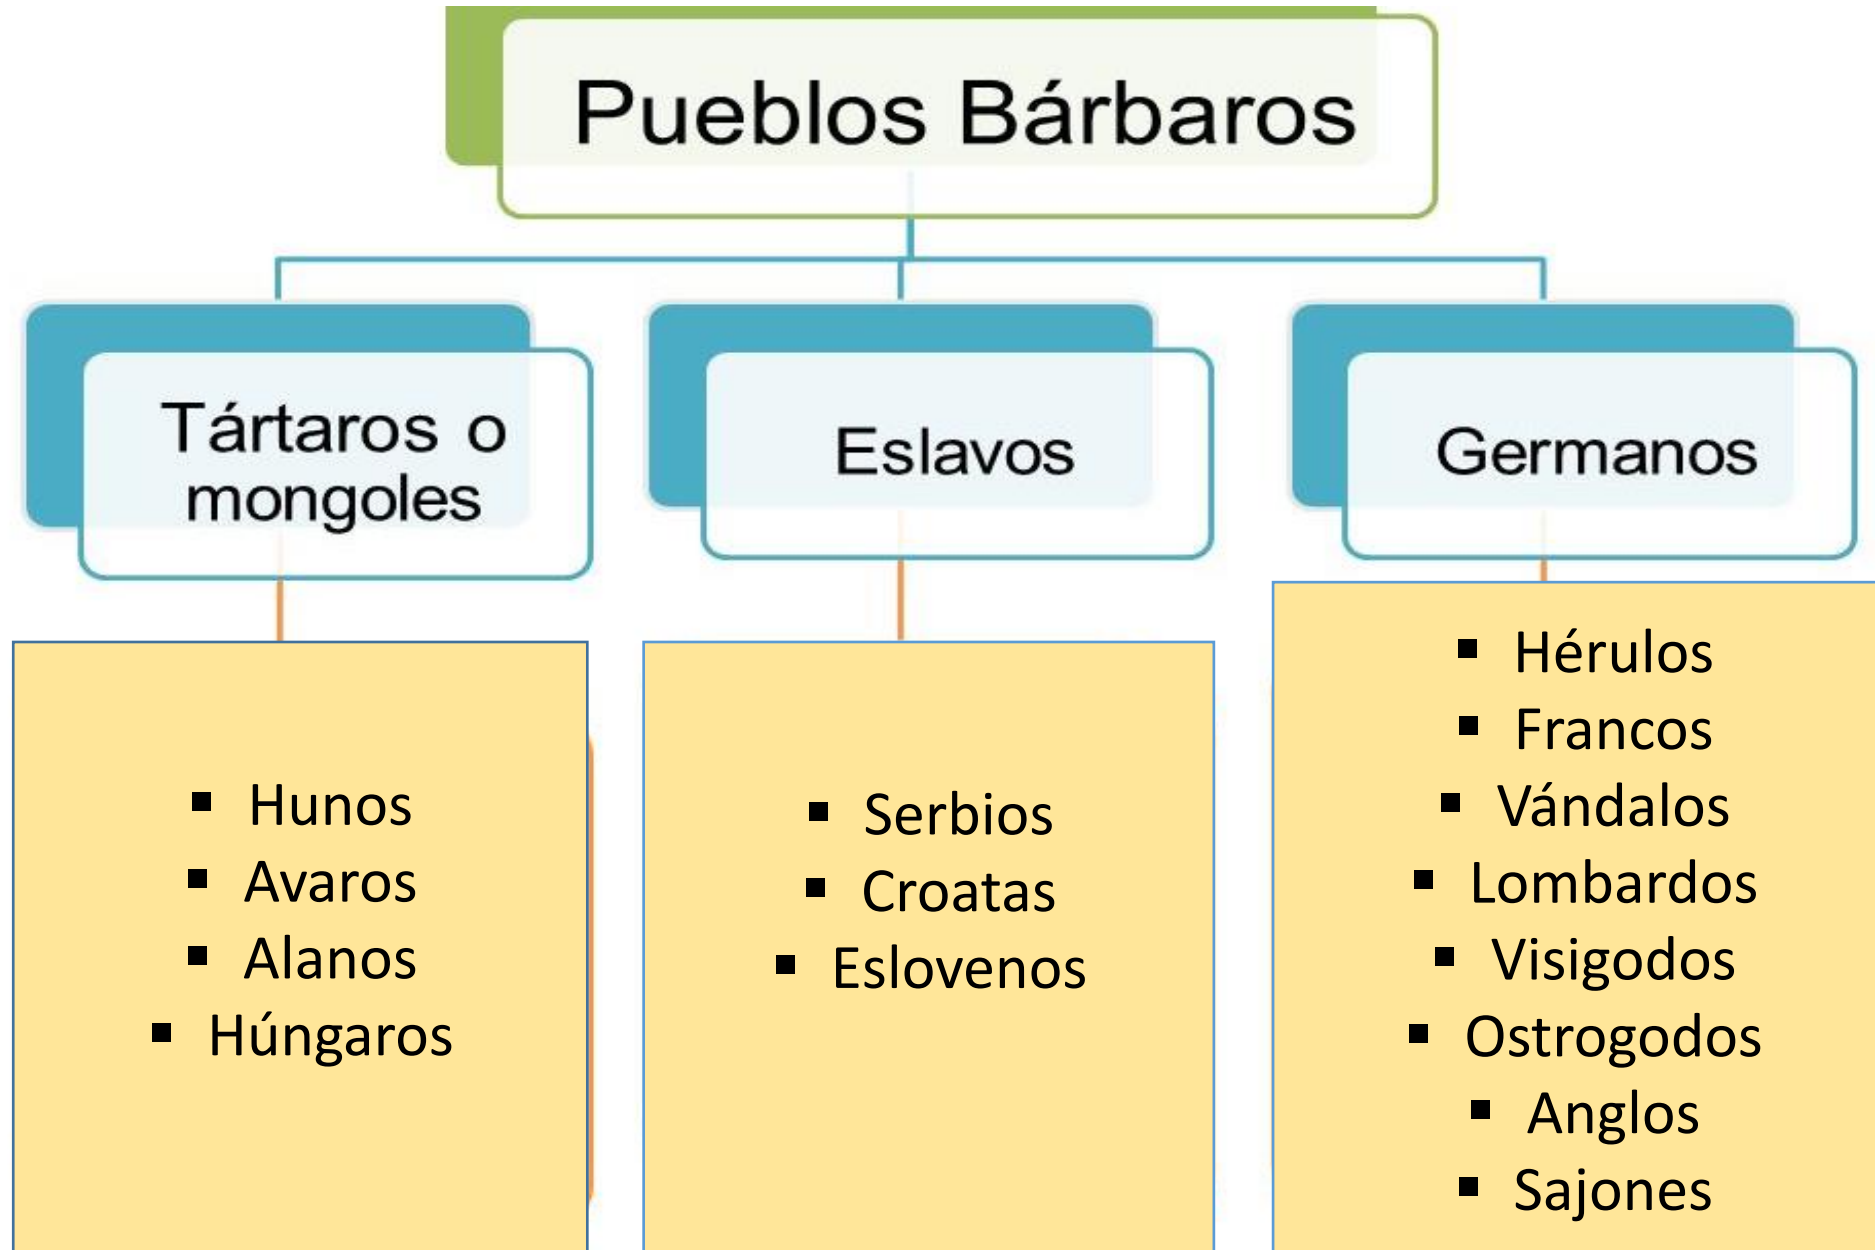 Pueblos Bárbaros
Tártaros o
mongoles
▪ Hunos
▪ Avaros
▪ Alanos
▪ Húngaros
Eslavos
▪ Serbios
▪ Croatas
▪ Eslovenos
Germanos
▪ Hérulos
▪ Francos
▪ Vándalos
▪ Lombardos
▪ Visigodos
▪ Ostrogodos
▪ Anglos
▪ Sajones